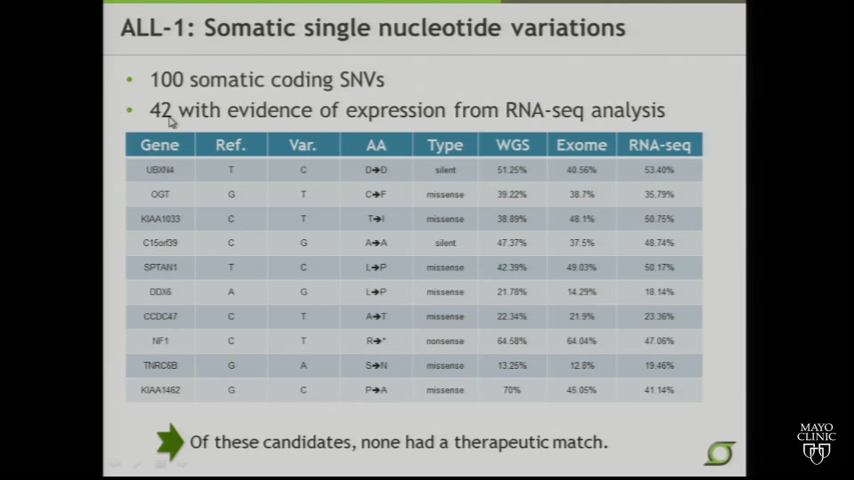 ALL-1: Somatic single nucleotide variations
• 100 somatic coding SNVs
• 42 with evidence of expression from RNA-seq analysis
Gene Ref. Var. AA Type WGS Exome RNA-seq
UBXN4 T C D➔D silent 51.25% 40.56% 53.40%
OGT G T C➔F missense 39.22% 38.7% 35.79%
KIAA1033 C T T➔I missense 38.89% 48.1% 50.75%
C15orf39 C G A➔A silent 47.37% 37.5% 48.74%
SPTAN1 T C L➔P missense 42.39% 49.03% 50.17%
DDX6 A G L➔P missense 21.78% 14.29% 18.14%
CCDC47 C T A➔T missense 22.34% 21.9% 23.36%
NF1 C T R➔* nonsense 64.58% 64.04% 47.06%
TNRC6B G A S➔N missense 13.25% 12.8% 19.46%
KIAA1462 G C P➔A missense 70% 45.05% 41.14%
Of these candidates, none had a therapeutic match.
MAYO
CLINIC